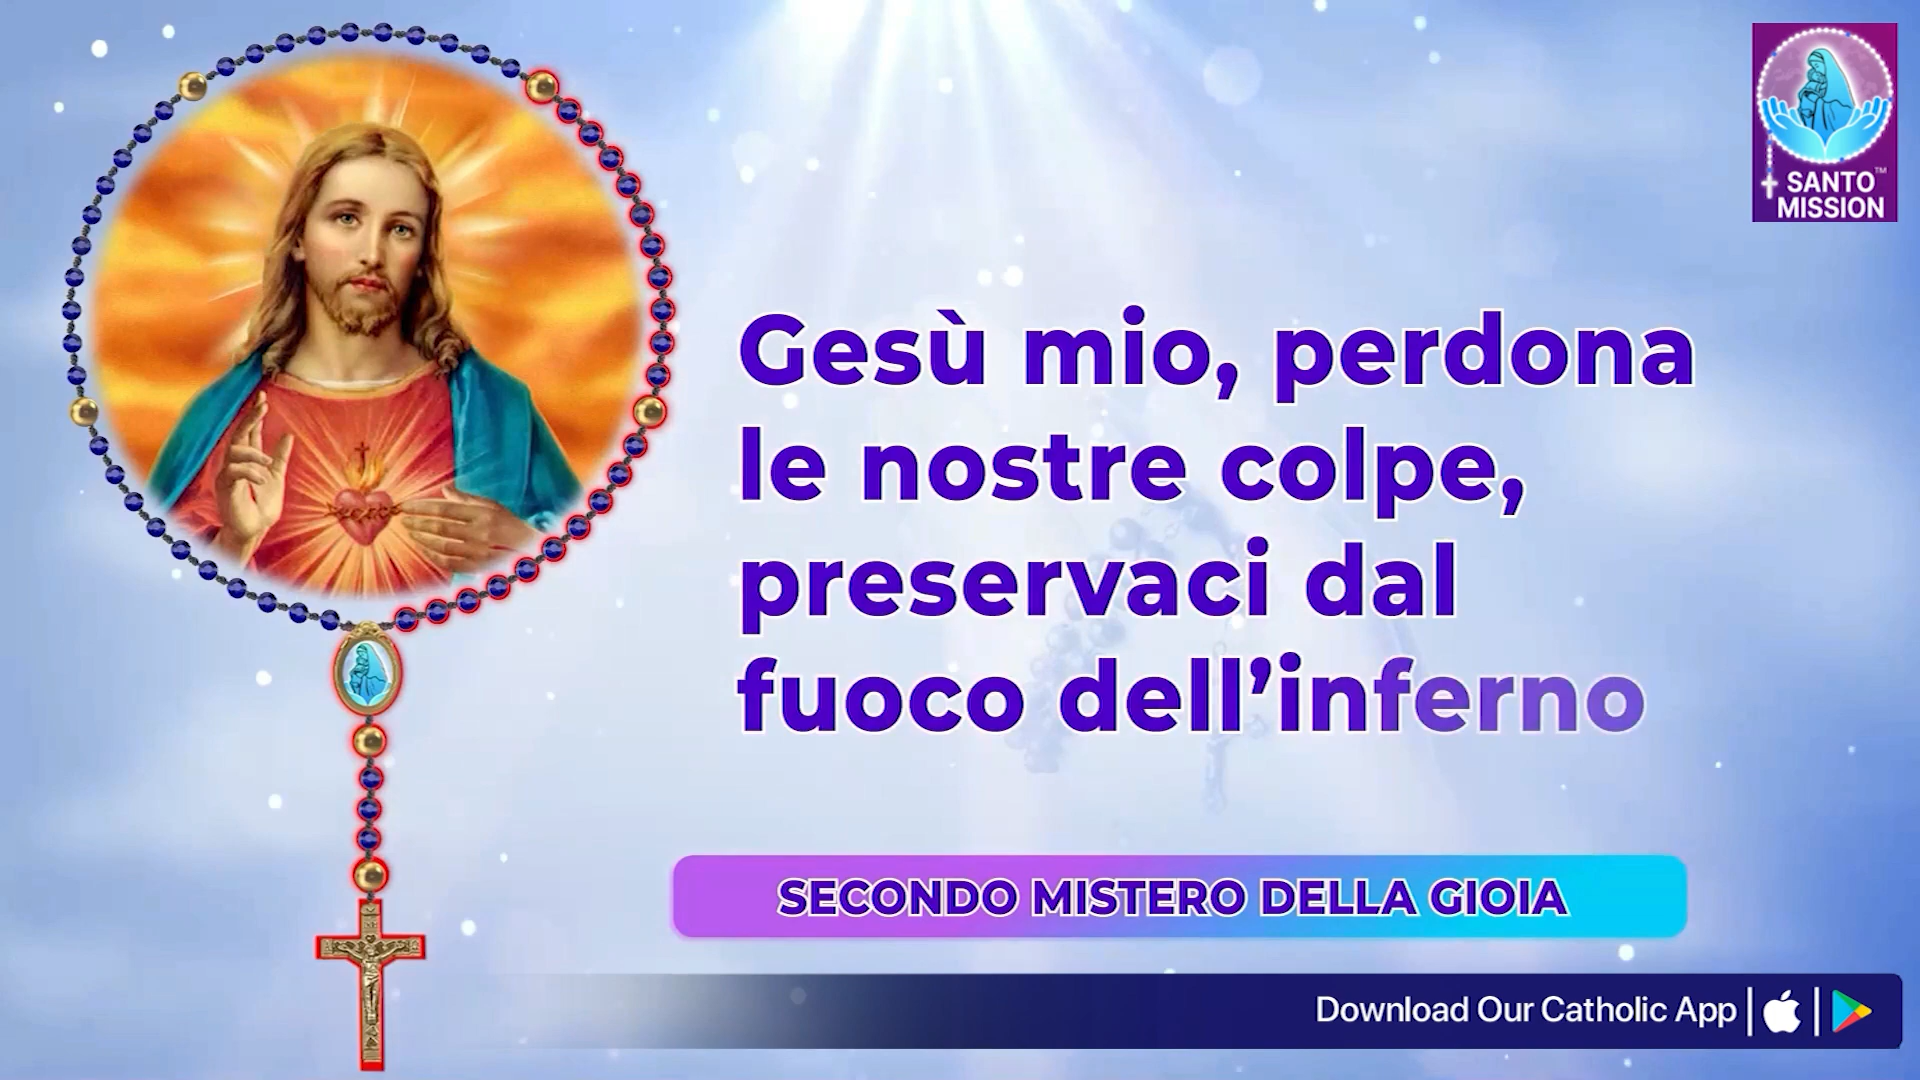 SANTO™
MISSION
Gesù mio, perdona
le nostre colpe,
preservaci dal
fuoco dell’inferno
SECONDO MISTERO DELLA GIOIA
Download Our Catholic App